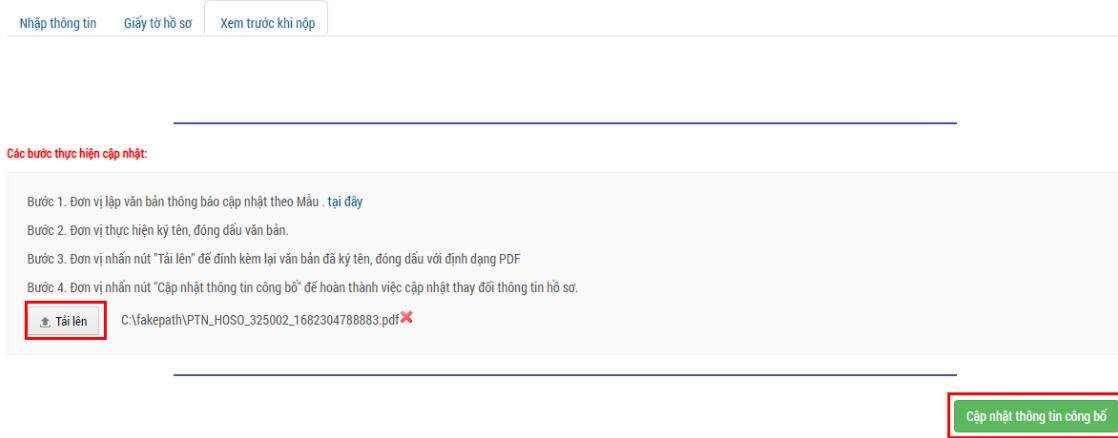 Nhập thông tin Giấy tờ hồ sơ Xem trước khi nộp
Các bước thực hiện cập nhật:
Bước 1. Đơn vị lập văn bản thông báo cập nhật theo Mẫu . tại đây
Bước 2. Đơn vị thực hiện ký tên, đóng dấu văn bản.
Bước 3. Đơn vị nhấn nút "Tải lên" để đính kèm lại văn bản đã ký tên, đóng dấu với định dạng PDF
Bước 4. Đơn vị nhấn nút "Cập nhật thông tin công bố" để hoàn thành việc cập nhật thay đổi thông tin hồ sơ.
Tải lên C:\fakepath\PTN_HOSO_325002_1682304788883.pdf
Cập nhật thông tin công bố